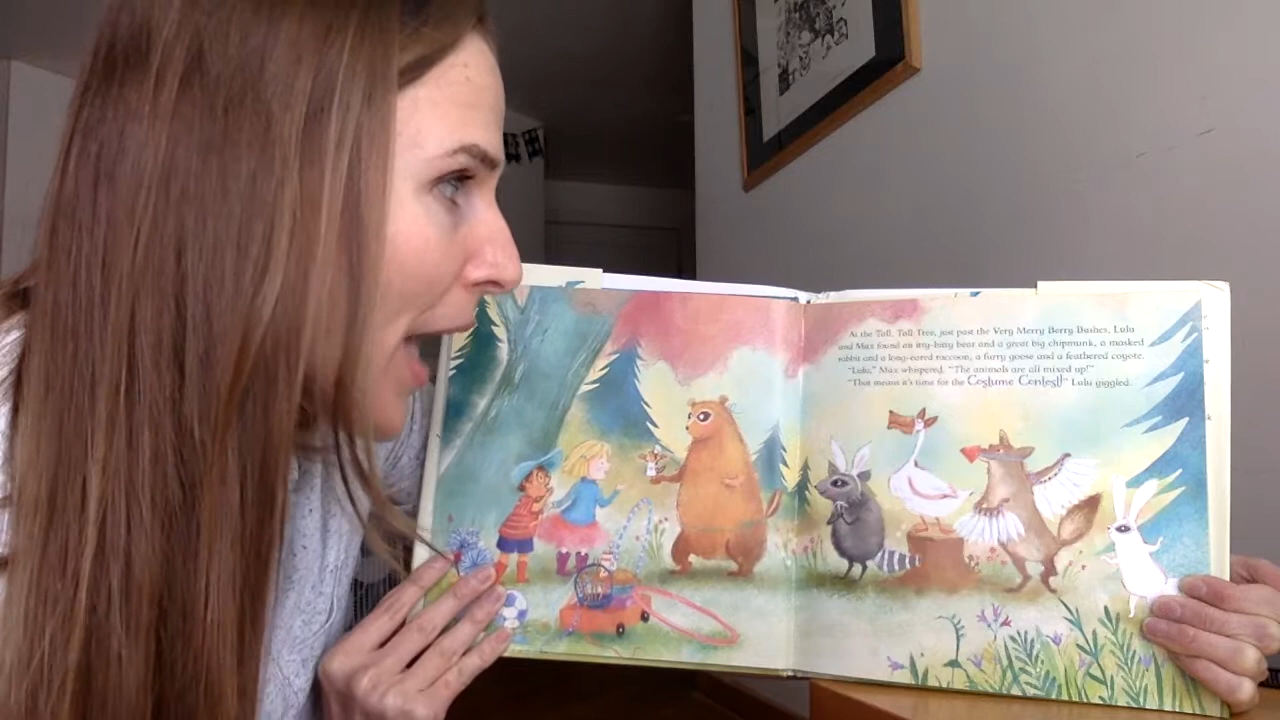 At the Tall, Tall Tree, just past the Very Merry Berry Bushes, Lulu
and Max found an itty-bitty bear and a great big chipmunk, a masked
rabbit and a long-eared raccoon, a furry goose and a feathered coyote.
"Lulu," Max whispered. "The animals are all mixed up!"
"That means it's time for the Costume Contest!" Lulu giggled.